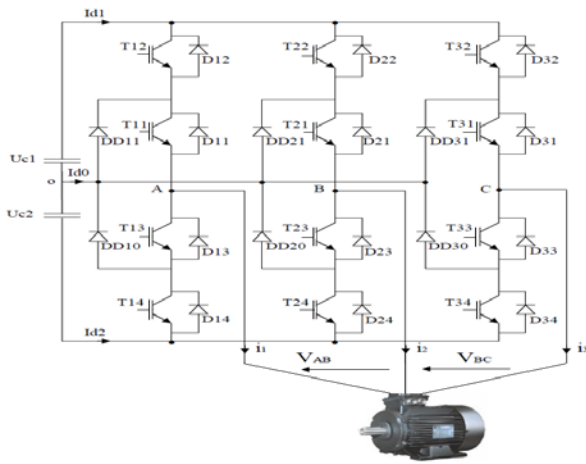 Id1
T12 D12 T22 D22 T32 D32
DD11 T11 D11 DD21 T21 D21 DD31 T31 D31
Uc1
o Id0
A B C
Uc2
DD10 T13 D13 DD20 T23 D23 DD30 T33 D33
T14 D14 T24 D24 T34 D34
Id2
i1 VAB i2 VBC